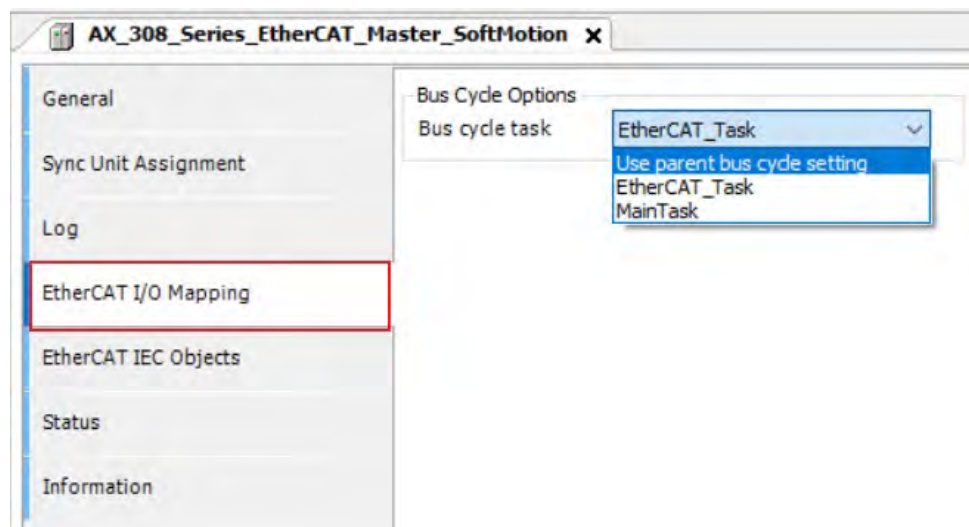 AX_308_Series_EtherCAT_Master_SoftMotion
General
Sync Unit Assignment
Log
EtherCAT I/O Mapping
EtherCAT IEC Objects
Status
Information
Bus Cycle Options
Bus cycle task EtherCAT_Task
Use parent bus cycle setting
EtherCAT_Task
MainTask